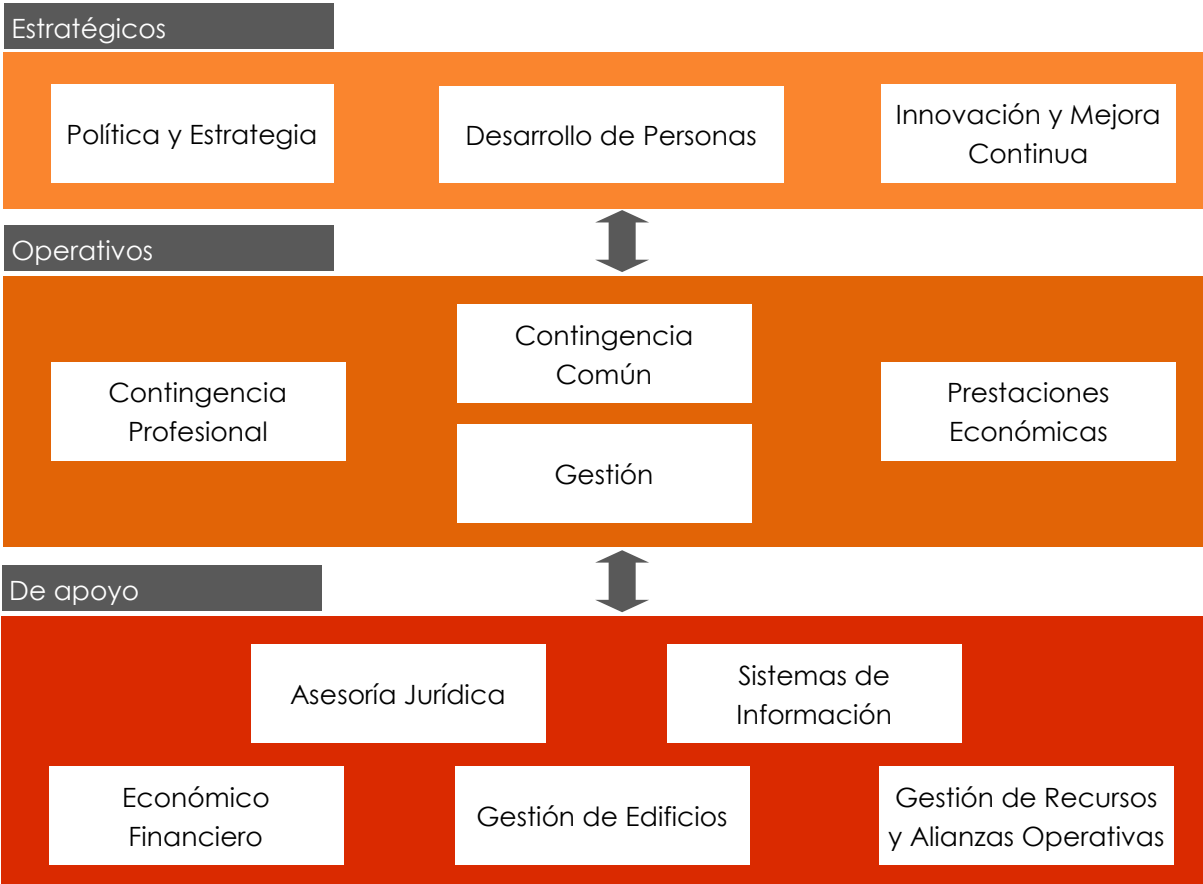 Estratégicos
Política y Estrategia
Desarrollo de Personas
Innovación y Mejora
Continua
Operativos
Contingencia
Profesional
Contingencia
Común
Gestión
Prestaciones
Económicas
De apoyo
Asesoría Jurídica
Sistemas de
Información
Económico
Financiero
Gestión de Edificios
Gestión de Recursos
y Alianzas Operativas